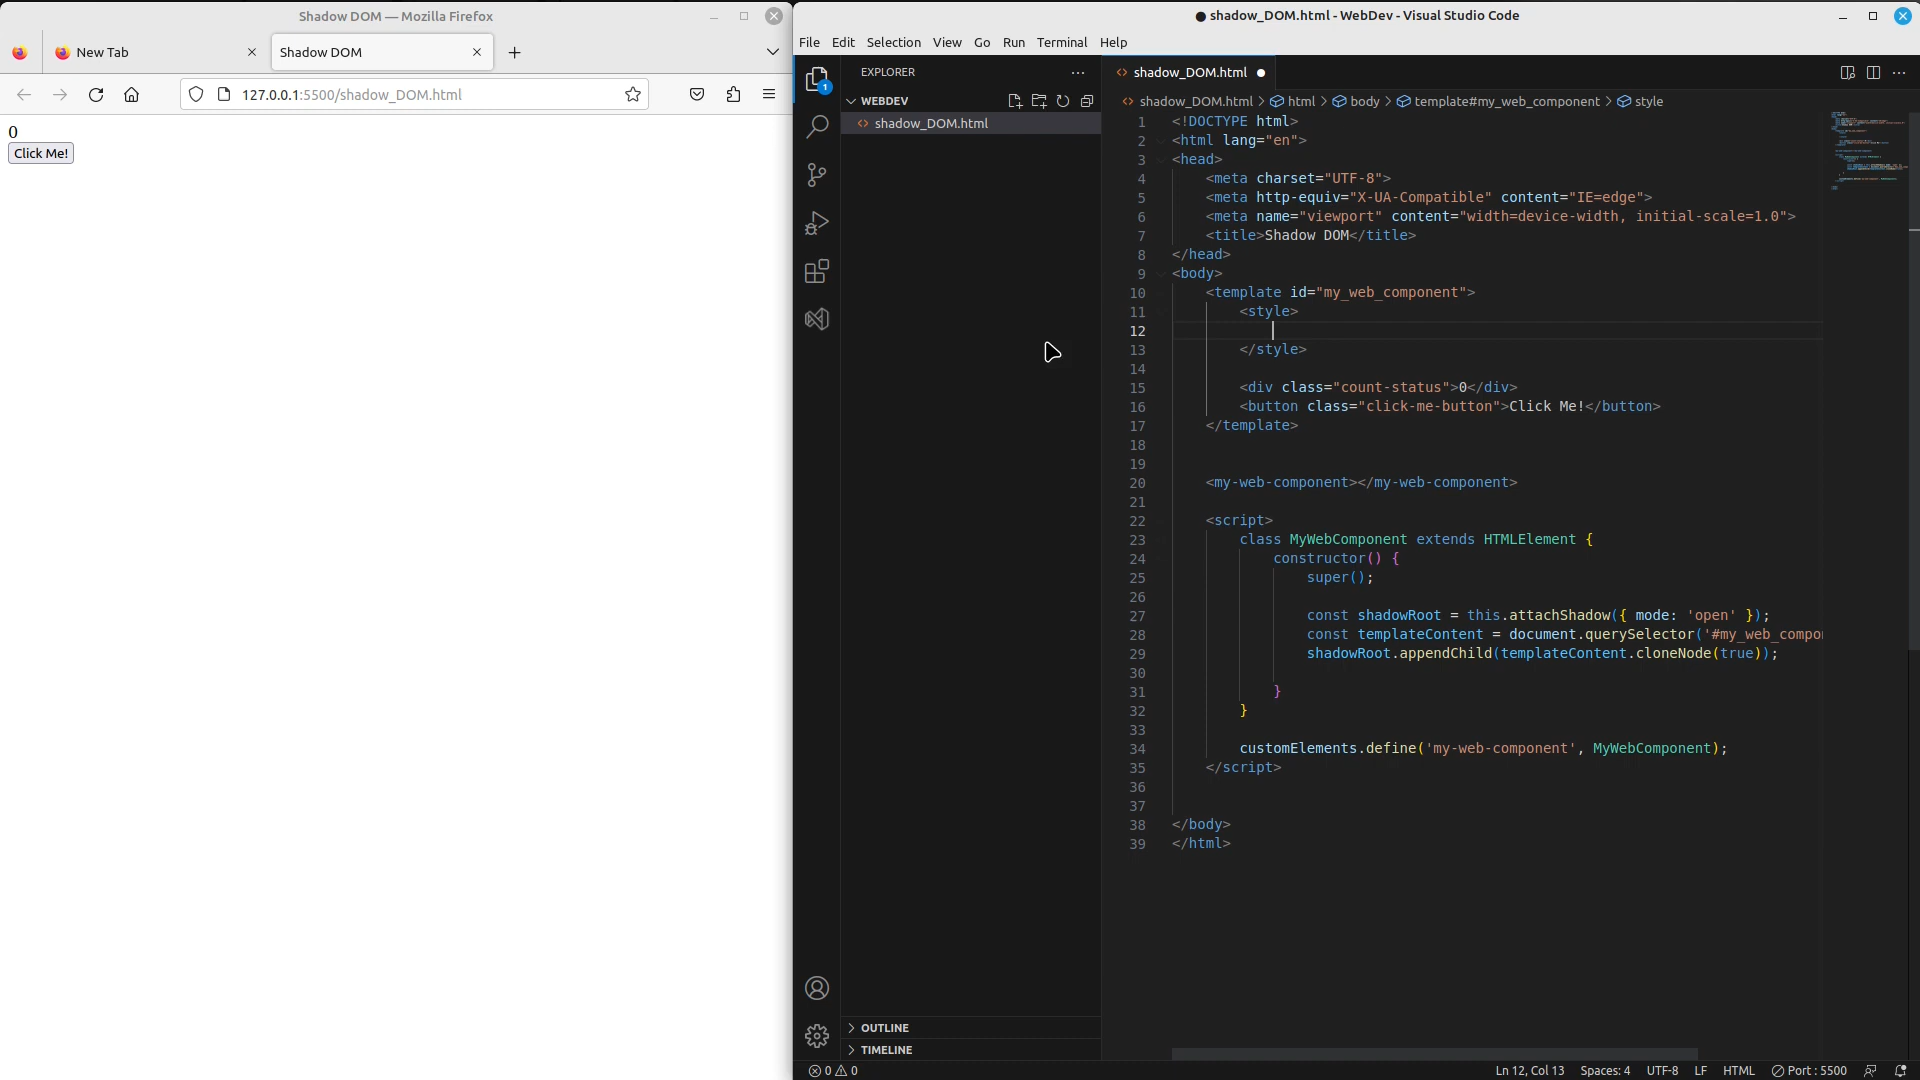 Shadow DOM — Mozilla Firefox
New Tab
Shadow DOM
127.0.0.1:5500/shadow_DOM.html
0
Click Me!
shadow_DOM.html - WebDev - Visual Studio Code
File Edit Selection View Go Run Terminal Help
EXPLORER
WEBDEV
shadow_DOM.html
1
OUTLINE
TIMELINE
shadow_DOM.html
shadow_DOM.html > html > body > template#my_web_component > style
1 <!DOCTYPE html>
2 <html lang="en">
3 <head>
4 <meta charset="UTF-8">
5 <meta http-equiv="X-UA-Compatible" content="IE=edge">
6 <meta name="viewport" content="width=device-width, initial-scale=1.0">
7 <title>Shadow DOM</title>
8 </head>
9 <body>
10 <template id="my_web_component">
11 <style>
12
13 </style>
14
15 <div class="count-status">0</div>
16 <button class="click-me-button">Click Me!</button>
17 </template>
18
19
20 <my-web-component></my-web-component>
21
22 <script>
23 class MyWebComponent extends HTMLElement {
24 constructor() {
25 super();
26
27 const shadowRoot = this.attachShadow({ mode: 'open' });
28 const templateContent = document.querySelector('#my_web_compo
29 shadowRoot.appendChild(templateContent.cloneNode(true));
30
31 }
32 }
33
34 customElements.define('my-web-component', MyWebComponent);
35 </script>
36
37
38 </body>
39 </html>
0 0
Ln 12, Col 13 Spaces: 4 UTF-8 LF HTML Port : 5500